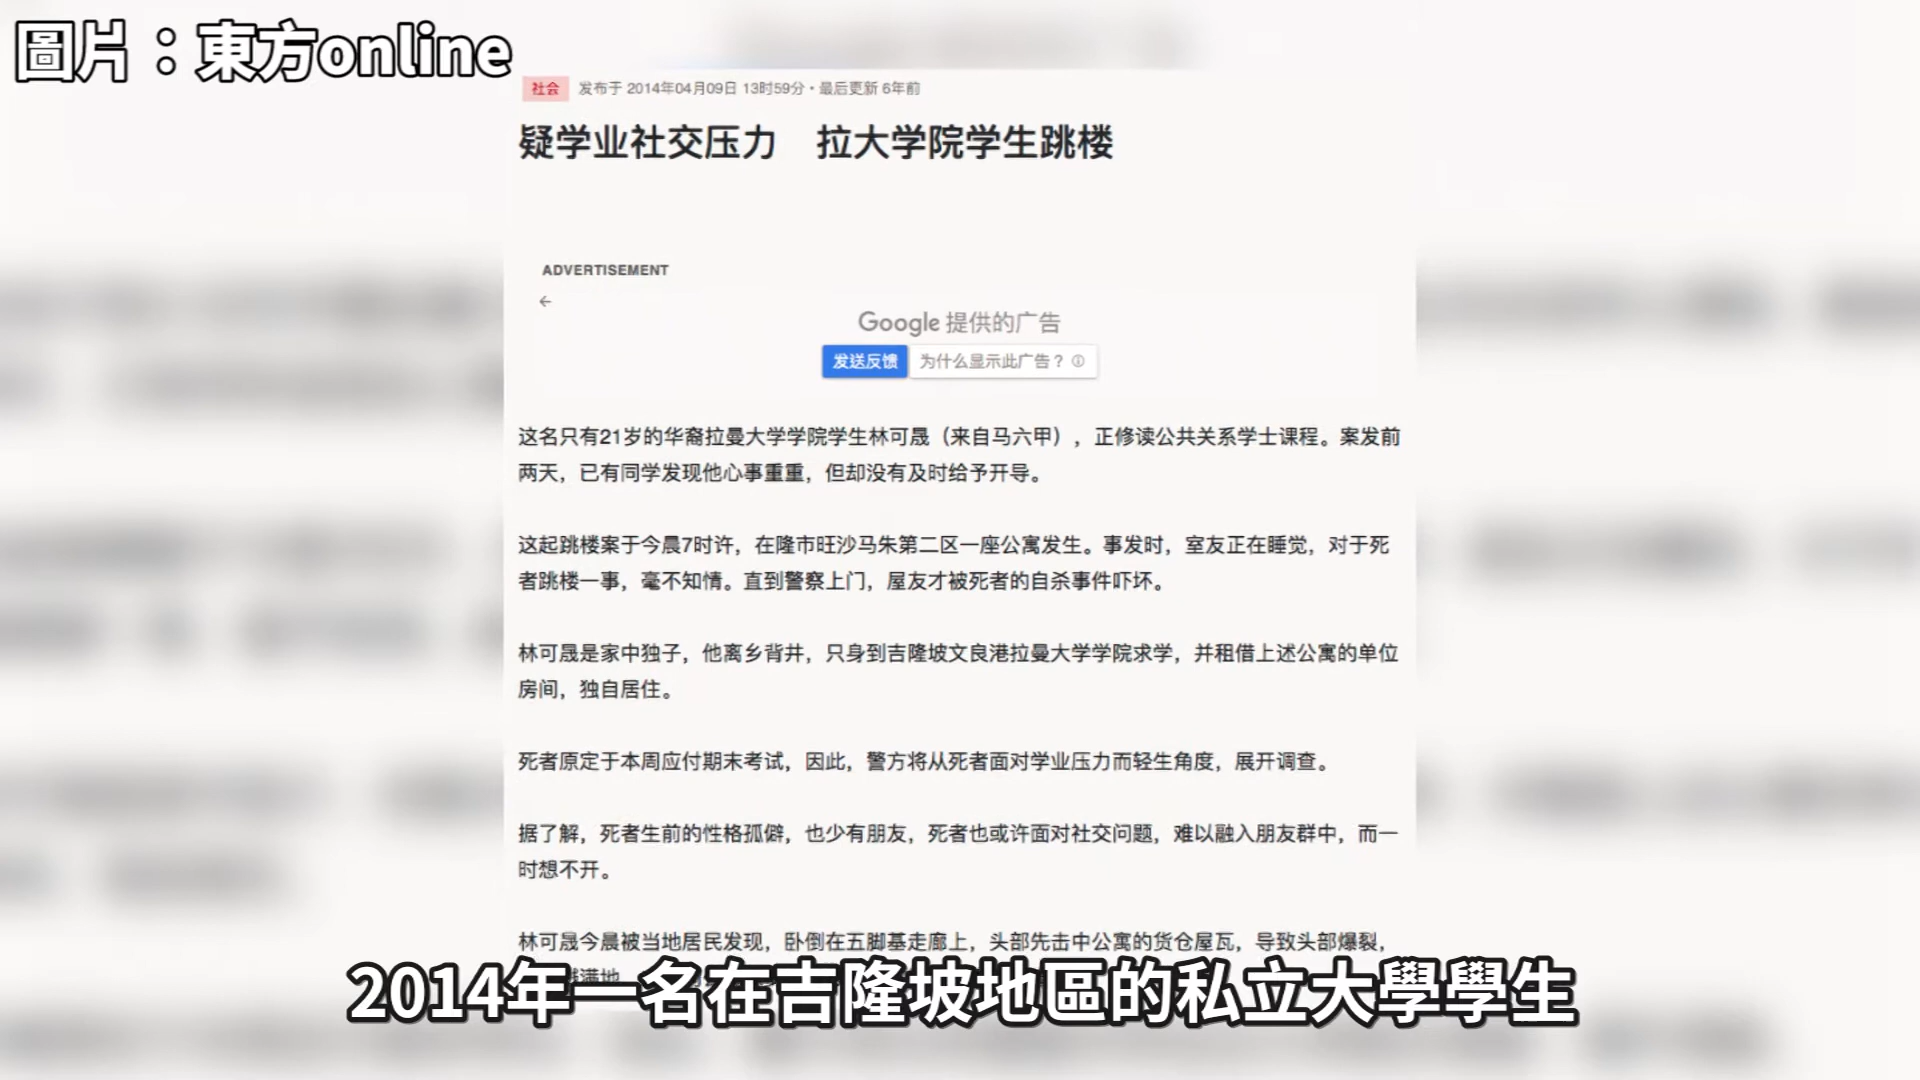 圖片：東方online
社会 发布于 2014年04月09日 13时59分・最后更新 6年前
疑学业社交压力 拉大学院学生跳楼
ADVERTISEMENT
Google 提供的广告
发送反馈 为什么显示此广告？
这名只有21岁的华裔拉曼大学学院学生林可晟（来自马六甲），正修读公共关系学士课程。案发前
两天，已有同学发现他心事重重，但却没有及时给予开导。
这起跳楼案于今晨7时许，在隆市旺沙马朱第二区一座公寓发生。事发时，室友正在睡觉，对于死
者跳楼一事，毫不知情。直到警察上门，屋友才被死者的自杀事件吓坏。
林可晟是家中独子，他离乡背井，只身到吉隆坡文良港拉曼大学学院求学，并租借上述公寓的单位
房间，独自居住。
死者原定于本周应付期末考试，因此，警方将从死者面对学业压力而轻生角度，展开调查。
据了解，死者生前的性格孤僻，也少有朋友，死者也或许面对社交问题，难以融入朋友群中，而一
时想不开。
林可晟今晨被当地居民发现，卧倒在五脚基走廊上，头部先击中公寓的货仓屋瓦，导致头部爆裂，
满地
2014年一名在吉隆坡地區的私立大學學生